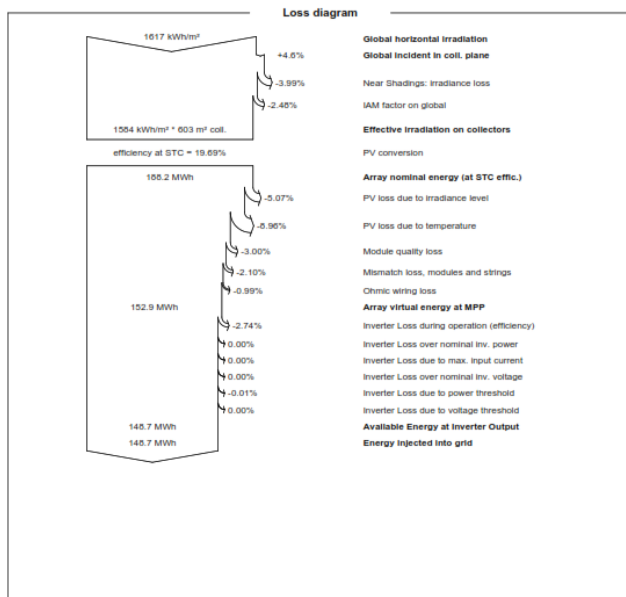 Loss diagram
1617 kWh/m² Global horizontal irradiation
+4.6% Global incident in coll. plane
-3.99% Near Shadings: irradiance loss
-2.48% IAM factor on global
1584 kWh/m² * 603 m² coll. Effective irradiation on collectors
efficiency at STC = 19.69% PV conversion
188.2 MWh Array nominal energy (at STC effic.)
-5.07% PV loss due to irradiance level
-8.96% PV loss due to temperature
-3.00% Module quality loss
-2.10% Mismatch loss, modules and strings
-0.99% Ohmic wiring loss
152.9 MWh Array virtual energy at MPP
-2.74% Inverter Loss during operation (efficiency)
0.00% Inverter Loss over nominal inv. power
0.00% Inverter Loss due to max. input current
0.00% Inverter Loss over nominal inv. voltage
-0.01% Inverter Loss due to power threshold
0.00% Inverter Loss due to voltage threshold
148.7 MWh Available Energy at Inverter Output
148.7 MWh Energy injected into grid